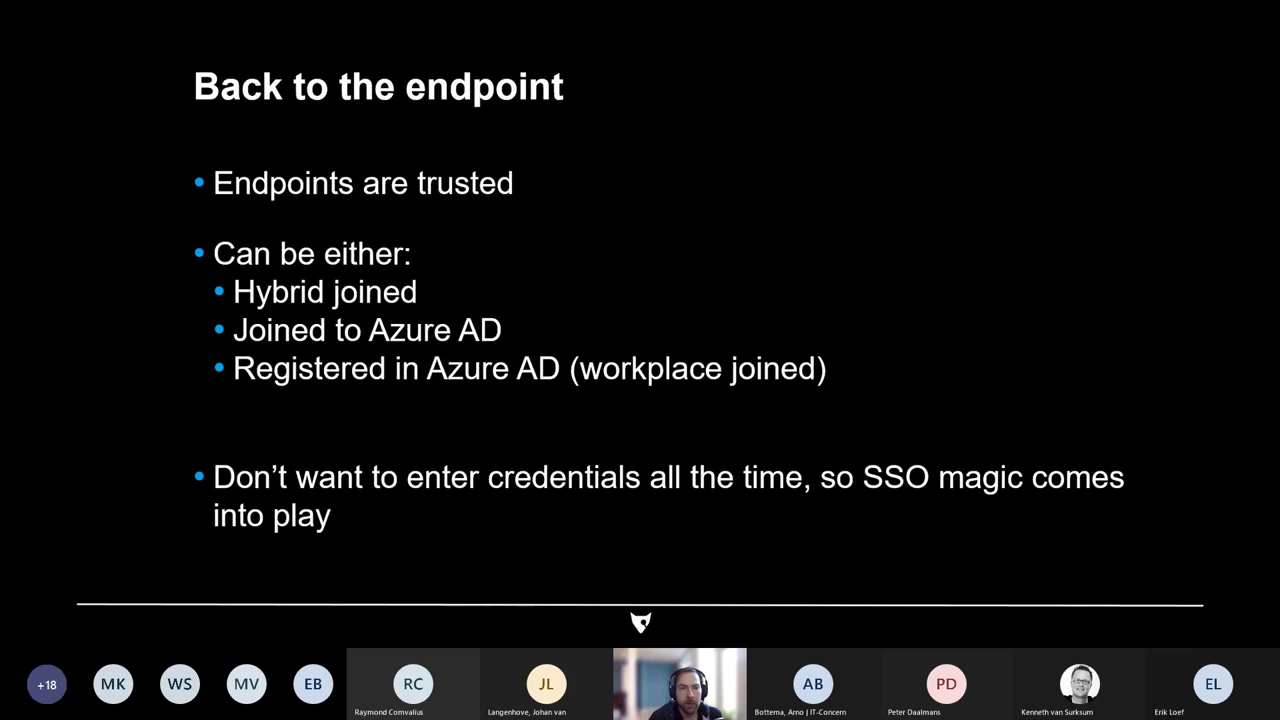 Back to the endpoint
• Endpoints are trusted
• Can be either:
• Hybrid joined
• Joined to Azure AD
• Registered in Azure AD (workplace joined)
• Don’t want to enter credentials all the time, so SSO magic comes
into play
+18
MK
WS
MV
EB
RC
JL
AB
PD
EL
Raymond Comvalius
Langenhove, Johan van
Bottema, Arno | IT-Concern
Peter Daalmans
Kenneth van Surksum
Erik Loef